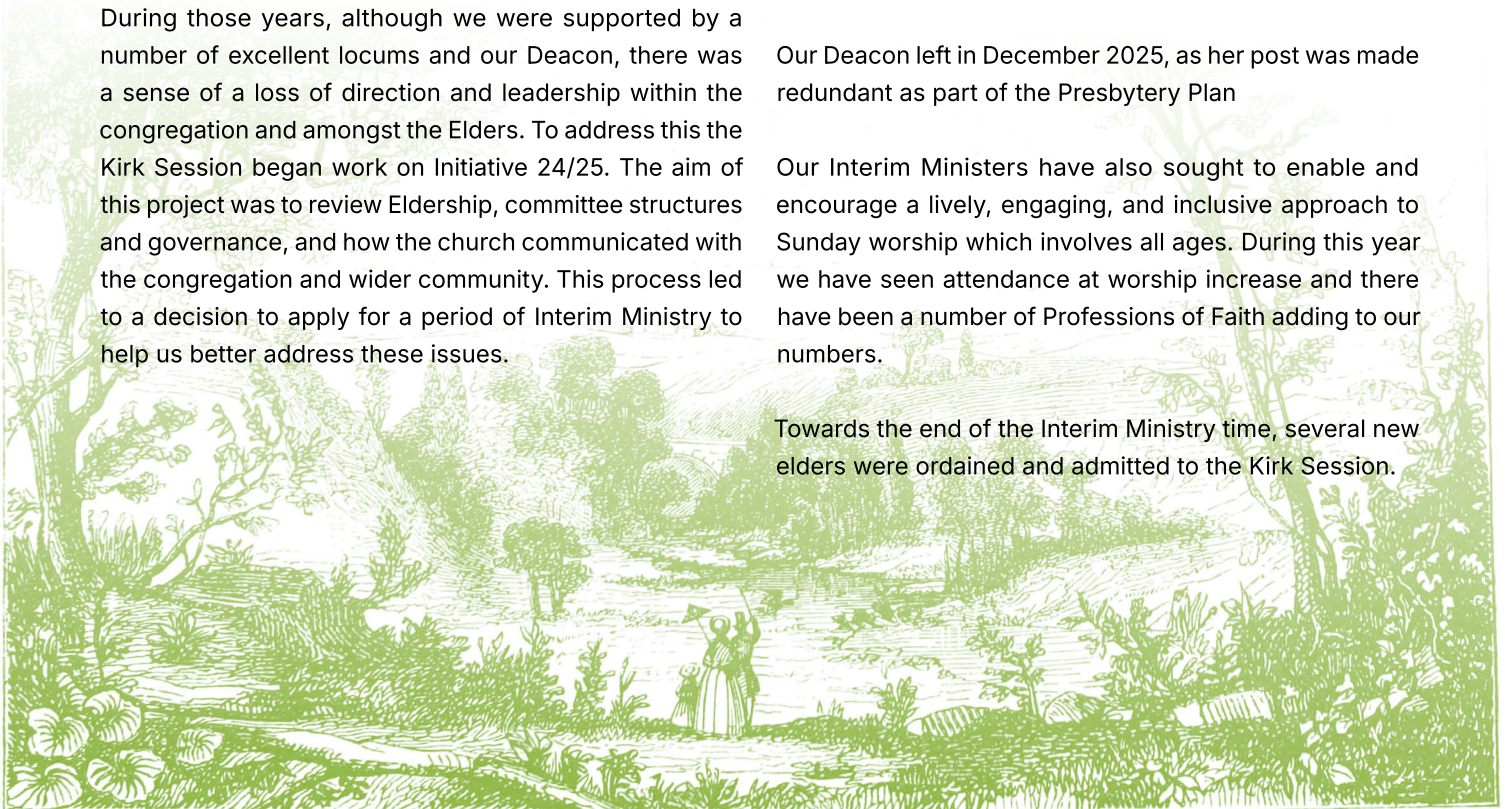 During those years, although we were supported by a
number of excellent locums and our Deacon, there was
a sense of a loss of direction and leadership within the
congregation and amongst the Elders. To address this the
Kirk Session began work on Initiative 24/25. The aim of
this project was to review Eldership, committee structures
and governance, and how the church communicated with
the congregation and wider community. This process led
to a decision to apply for a period of Interim Ministry to
help us better address these issues.
Our Deacon left in December 2025, as her post was made
redundant as part of the Presbytery Plan
Our Interim Ministers have also sought to enable and
encourage a lively, engaging, and inclusive approach to
Sunday worship which involves all ages. During this year
we have seen attendance at worship increase and there
have been a number of Professions of Faith adding to our
numbers.
Towards the end of the Interim Ministry time, several new
elders were ordained and admitted to the Kirk Session.